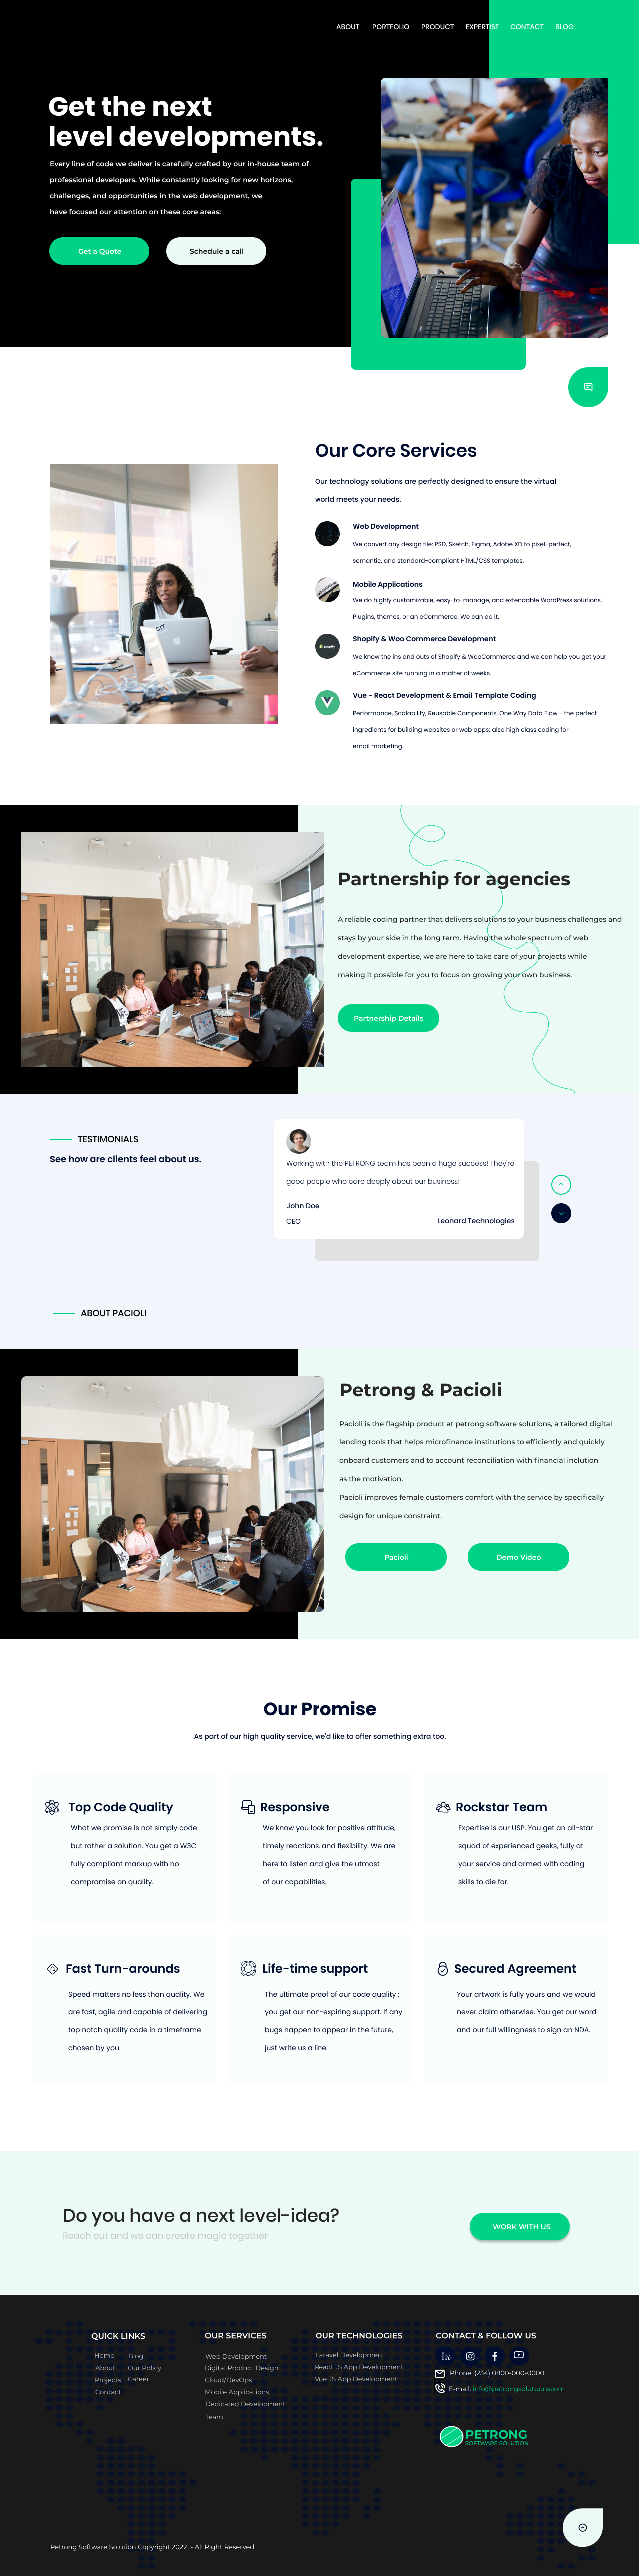 ABOUT PORTFOLIO PRODUCT EXPERTISE CONTACT BLOG
Get the next
level developments.
Every line of code we deliver is carefully crafted by our in-house team of
professional developers. While constantly looking for new horizons,
challenges, and opportunities in the web development, we
have focused our attention on these core areas:
Get a Quote
Schedule a call
Our Core Services
Our technology solutions are perfectly designed to ensure the virtual
world meets your needs.
Web Development
We convert any design file: PSD, Sketch, Figma, Adobe XD to pixel-perfect,
semantic, and standard-compliant HTML/CSS templates.
Mobile Applications
We do highly customizable, easy-to-manage, and extendable WordPress solutions.
Plugins, themes, or an eCommerce. We can do it.
shopify
Shopify & Woo Commerce Development
We know the ins and outs of Shopify & WooCommerce and we can help you get your
eCommerce site running in a matter of weeks.
Vue - React Development & Email Template Coding
Performance, Scalability, Reusable Components, One Way Data Flow - the perfect
ingredients for building websites or web apps; also high class coding for
email marketing.
Partnership for agencies
A reliable coding partner that delivers solutions to your business challenges and
stays by your side in the long term. Having the whole spectrum of web
development expertise, we are here to take care of your projects while
making it possible for you to focus on growing your own business.
Partnership Details
TESTIMONIALS
See how are clients feel about us.
Working with the PETRONG team has been a huge success! They're
good people who care deeply about our business!
John Doe
CEO
Leonard Technologies
ABOUT PACIOLI
Petrong & Pacioli
Pacioli is the flagship product at petrong software solutions, a tailored digital
lending tools that helps microfinance institutions to efficiently and quickly
onboard customers and to account reconciliation with financial inclution
as the motivation.
Pacioli improves female customers comfort with the service by specifically
design for unique constraint.
Pacioli
Demo Video
Our Promise
As part of our high quality service, we'd like to offer something extra too.
Top Code Quality
What we promise is not simply code
but rather a solution. You get a W3C
fully compliant markup with no
compromise on quality.
Responsive
We know you look for positive attitude,
timely reactions, and flexibility. We are
here to listen and give the utmost
of our capabilities.
Rockstar Team
Expertise is our USP. You get an all-star
squad of experienced geeks, fully at
your service and armed with coding
skills to die for.
Fast Turn-arounds
Speed matters no less than quality. We
are fast, agile and capable of delivering
top notch quality code in a timeframe
chosen by you.
Life-time support
The ultimate proof of our code quality :
you get our non-expiring support. If any
bugs happen to appear in the future,
just write us a line.
Secured Agreement
Your artwork is fully yours and we would
never claim otherwise. You get our word
and our full willingness to sign an NDA.
Do you have a next level-idea?
Reach out and we can create magic together
WORK WITH US
QUICK LINKS
Home
About
Projects
Contact
Blog
Our Policy
Career
OUR SERVICES
Web Development
Digital Product Design
Cloud/DevOps
Mobile Applications
Dedicated Development
Team
OUR TECHNOLOGIES
Laravel Development
React JS App Development
Vue JS App Development
CONTACT & FOLLOW US
Phone: (234) 0800-000-0000
E-mail: info@petrongsolutuonscom
PETRONG
SOFTWARE SOLUTION
Petrong Software Solution Copyright 2022 - All Right Reserved